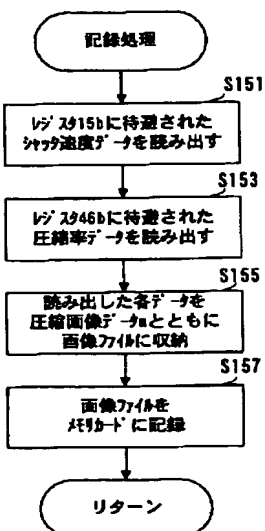 記録処理
S151
ﾚｼﾞｽﾀ15bに待避された
ｼｬｯﾀ速度ﾃﾞｰﾀを読み出す
S153
ﾚｼﾞｽﾀ46bに待避された
圧縮率ﾃﾞｰﾀを読み出す
S155
読み出した各ﾃﾞｰﾀを
圧縮画像ﾃﾞｰﾀmとともに
画像ﾌｧｲﾙに収納
S157
画像ﾌｧｲﾙを
ﾒﾓﾘｶｰﾄﾞに記録
リターン